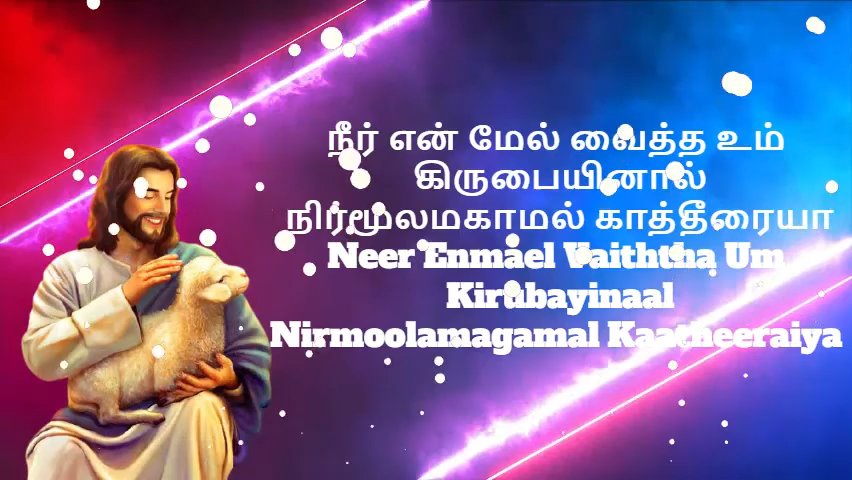 நீர் என் மேல் வைத்த உம்
கிருபையினால்
நிர்மூலமகாமல் காத்தீரையா
Neer Enmael Vaiththa Um
Kirubayinaal
Nirmoolamagamal Kaatheeraiya